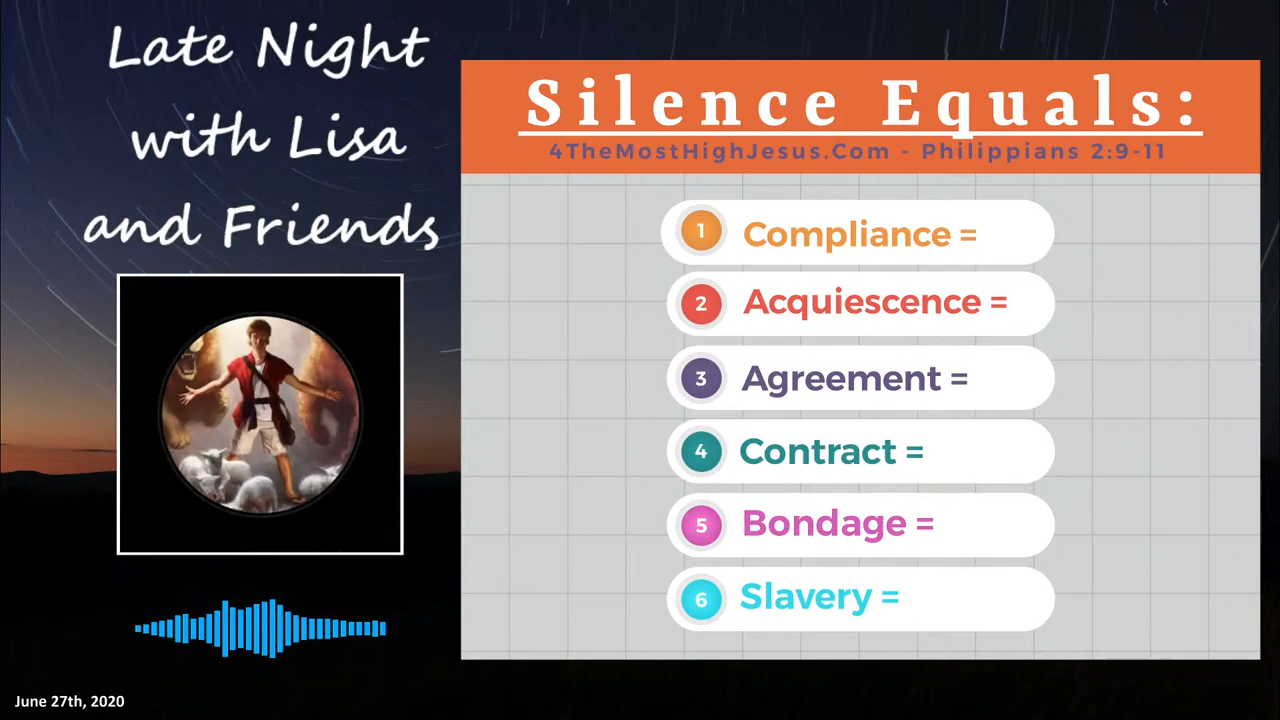 Late Night
with Lisa
and Friends
Silence Equals:
4TheMostHighJesus.Com - Philippians 2:9-11
1 Compliance =
2 Acquiescence =
3 Agreement =
4 Contract =
5 Bondage =
6 Slavery =
June 27th, 2020